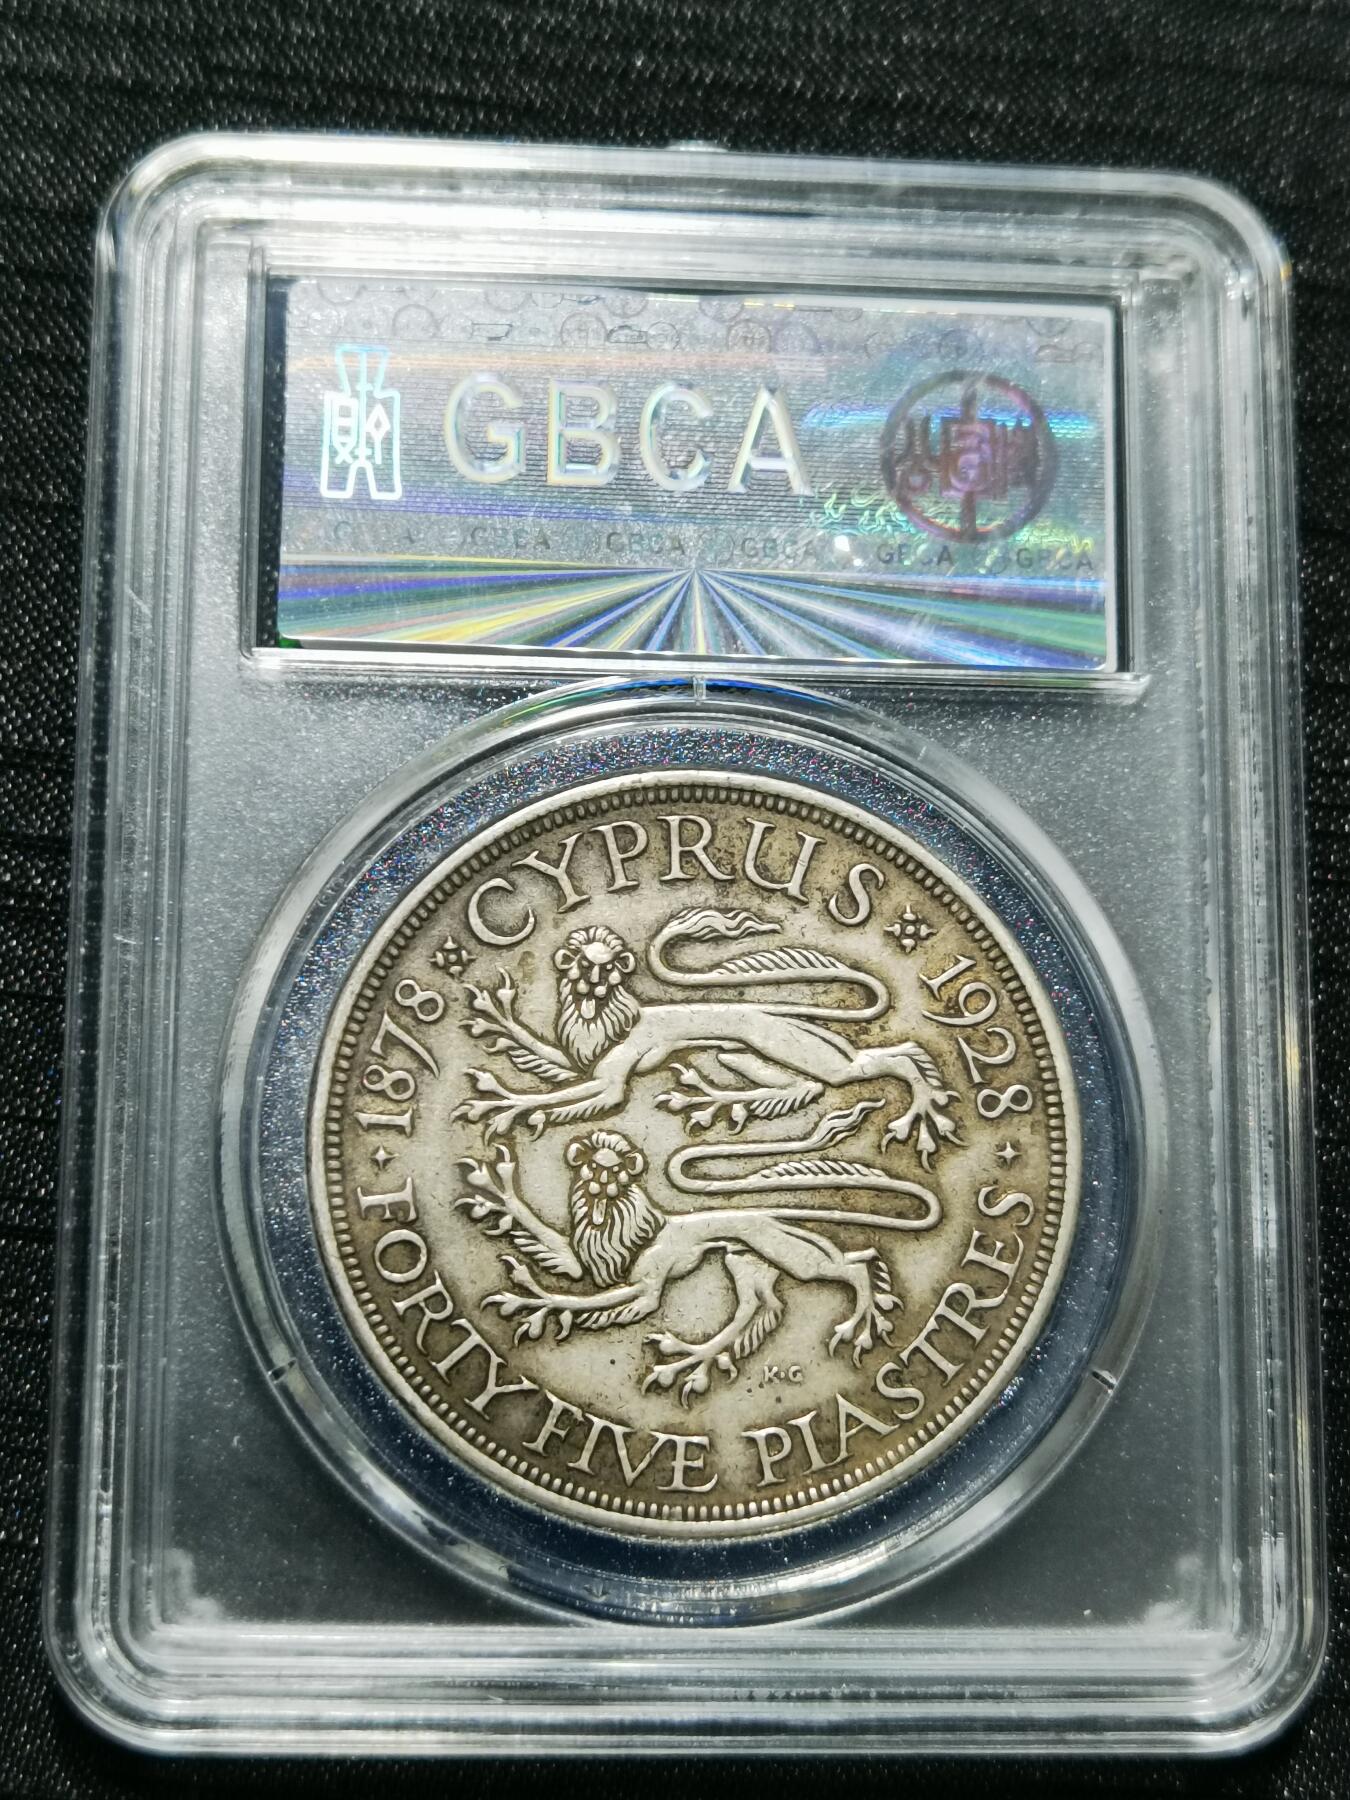 GBCA
GBCA GBCA GBCA GBCA GBCA
· CYPRUS ·
1878
1928
FORTY FIVE PIASTRES
K·G